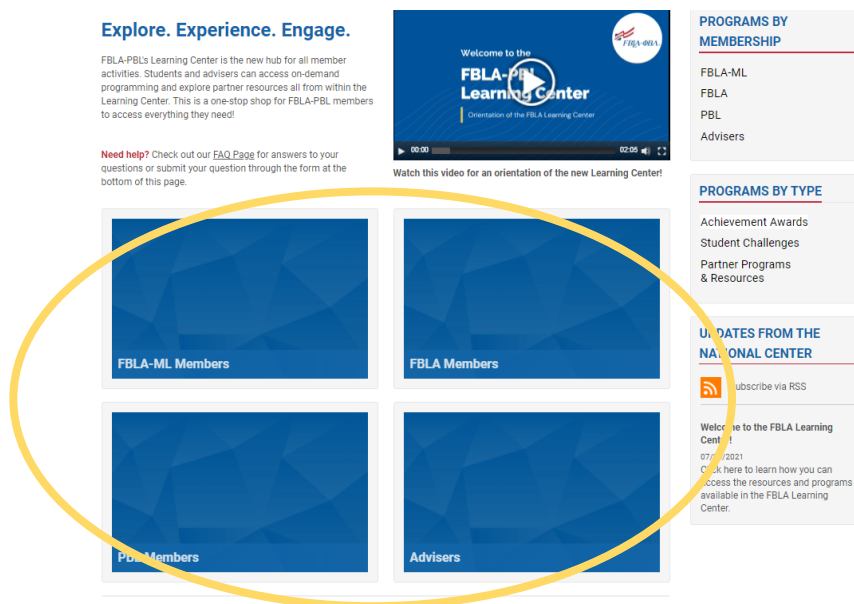 Explore. Experience. Engage.
FBLA-PBL's Learning Center is the new hub for all member
activities. Students and advisers can access on-demand
programming and explore partner resources all from within the
Learning Center. This is a one-stop shop for FBLA-PBL members
to access everything they need!
Need help? Check out our FAQ Page for answers to your
questions or submit your question through the form at the
bottom of this page.
FBLA-PBL
Welcome to the
FBLA-PBL
Learning Center
Orientation of the FBLA Learning Center
00:00
02:05
Watch this video for an orientation of the new Learning Center!
FBLA-ML Members
FBLA Members
PBL Members
Advisers
PROGRAMS BY
MEMBERSHIP
FBLA-ML
FBLA
PBL
Advisers
PROGRAMS BY TYPE
Achievement Awards
Student Challenges
Partner Programs
& Resources
UPDATES FROM THE
NATIONAL CENTER
Subscribe via RSS
Welcome to the FBLA Learning
Center!
2021
Click here to learn how you can
access the resources and programs
available in the FBLA Learning
Center.